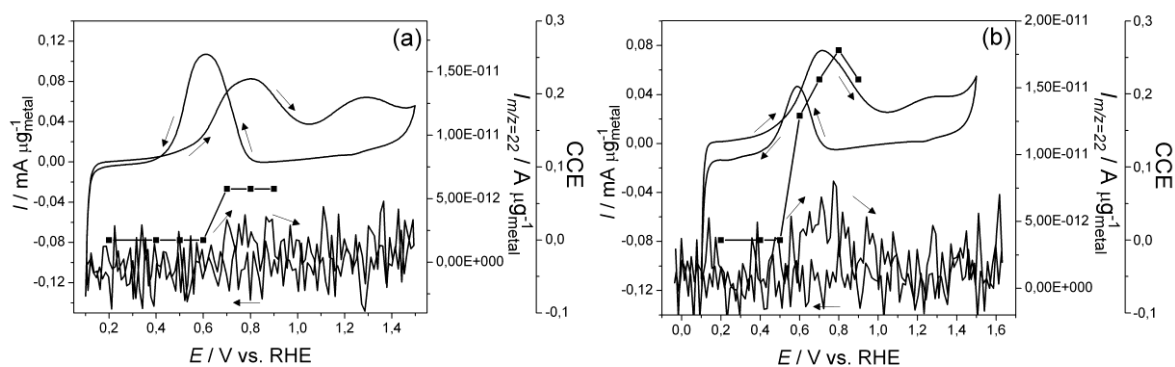 (a)
I / mA µg⁻¹metal
0,12
0,08
0,04
0,00
-0,04
-0,08
-0,12
0,2 0,4 0,6 0,8 1,0 1,2 1,4
E / V vs. RHE
1,50E-011
1,00E-011
5,00E-012
0,00E+000
I m/z=22 / A µg⁻¹metal
0,3
0,2
0,1
0,0
-0,1
CCE
(b)
I / mA µg⁻¹metal
0,08
0,04
0,00
-0,04
-0,08
-0,12
0,0 0,2 0,4 0,6 0,8 1,0 1,2 1,4 1,6
E / V vs. RHE
2,00E-011
1,50E-011
1,00E-011
5,00E-012
0,00E+000
I m/z=22 / A µg⁻¹metal
0,3
0,2
0,1
0,0
-0,1
CCE